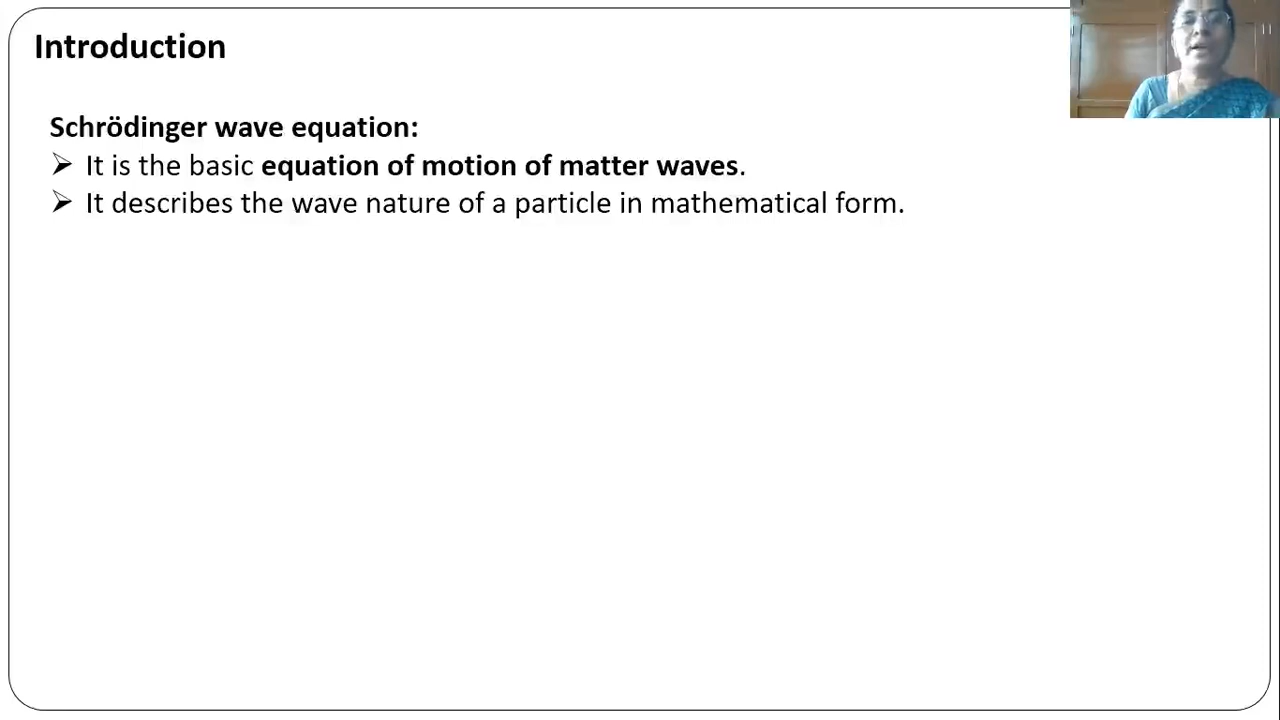 Introduction
Schrödinger wave equation:
➢ It is the basic equation of motion of matter waves.
➢ It describes the wave nature of a particle in mathematical form.